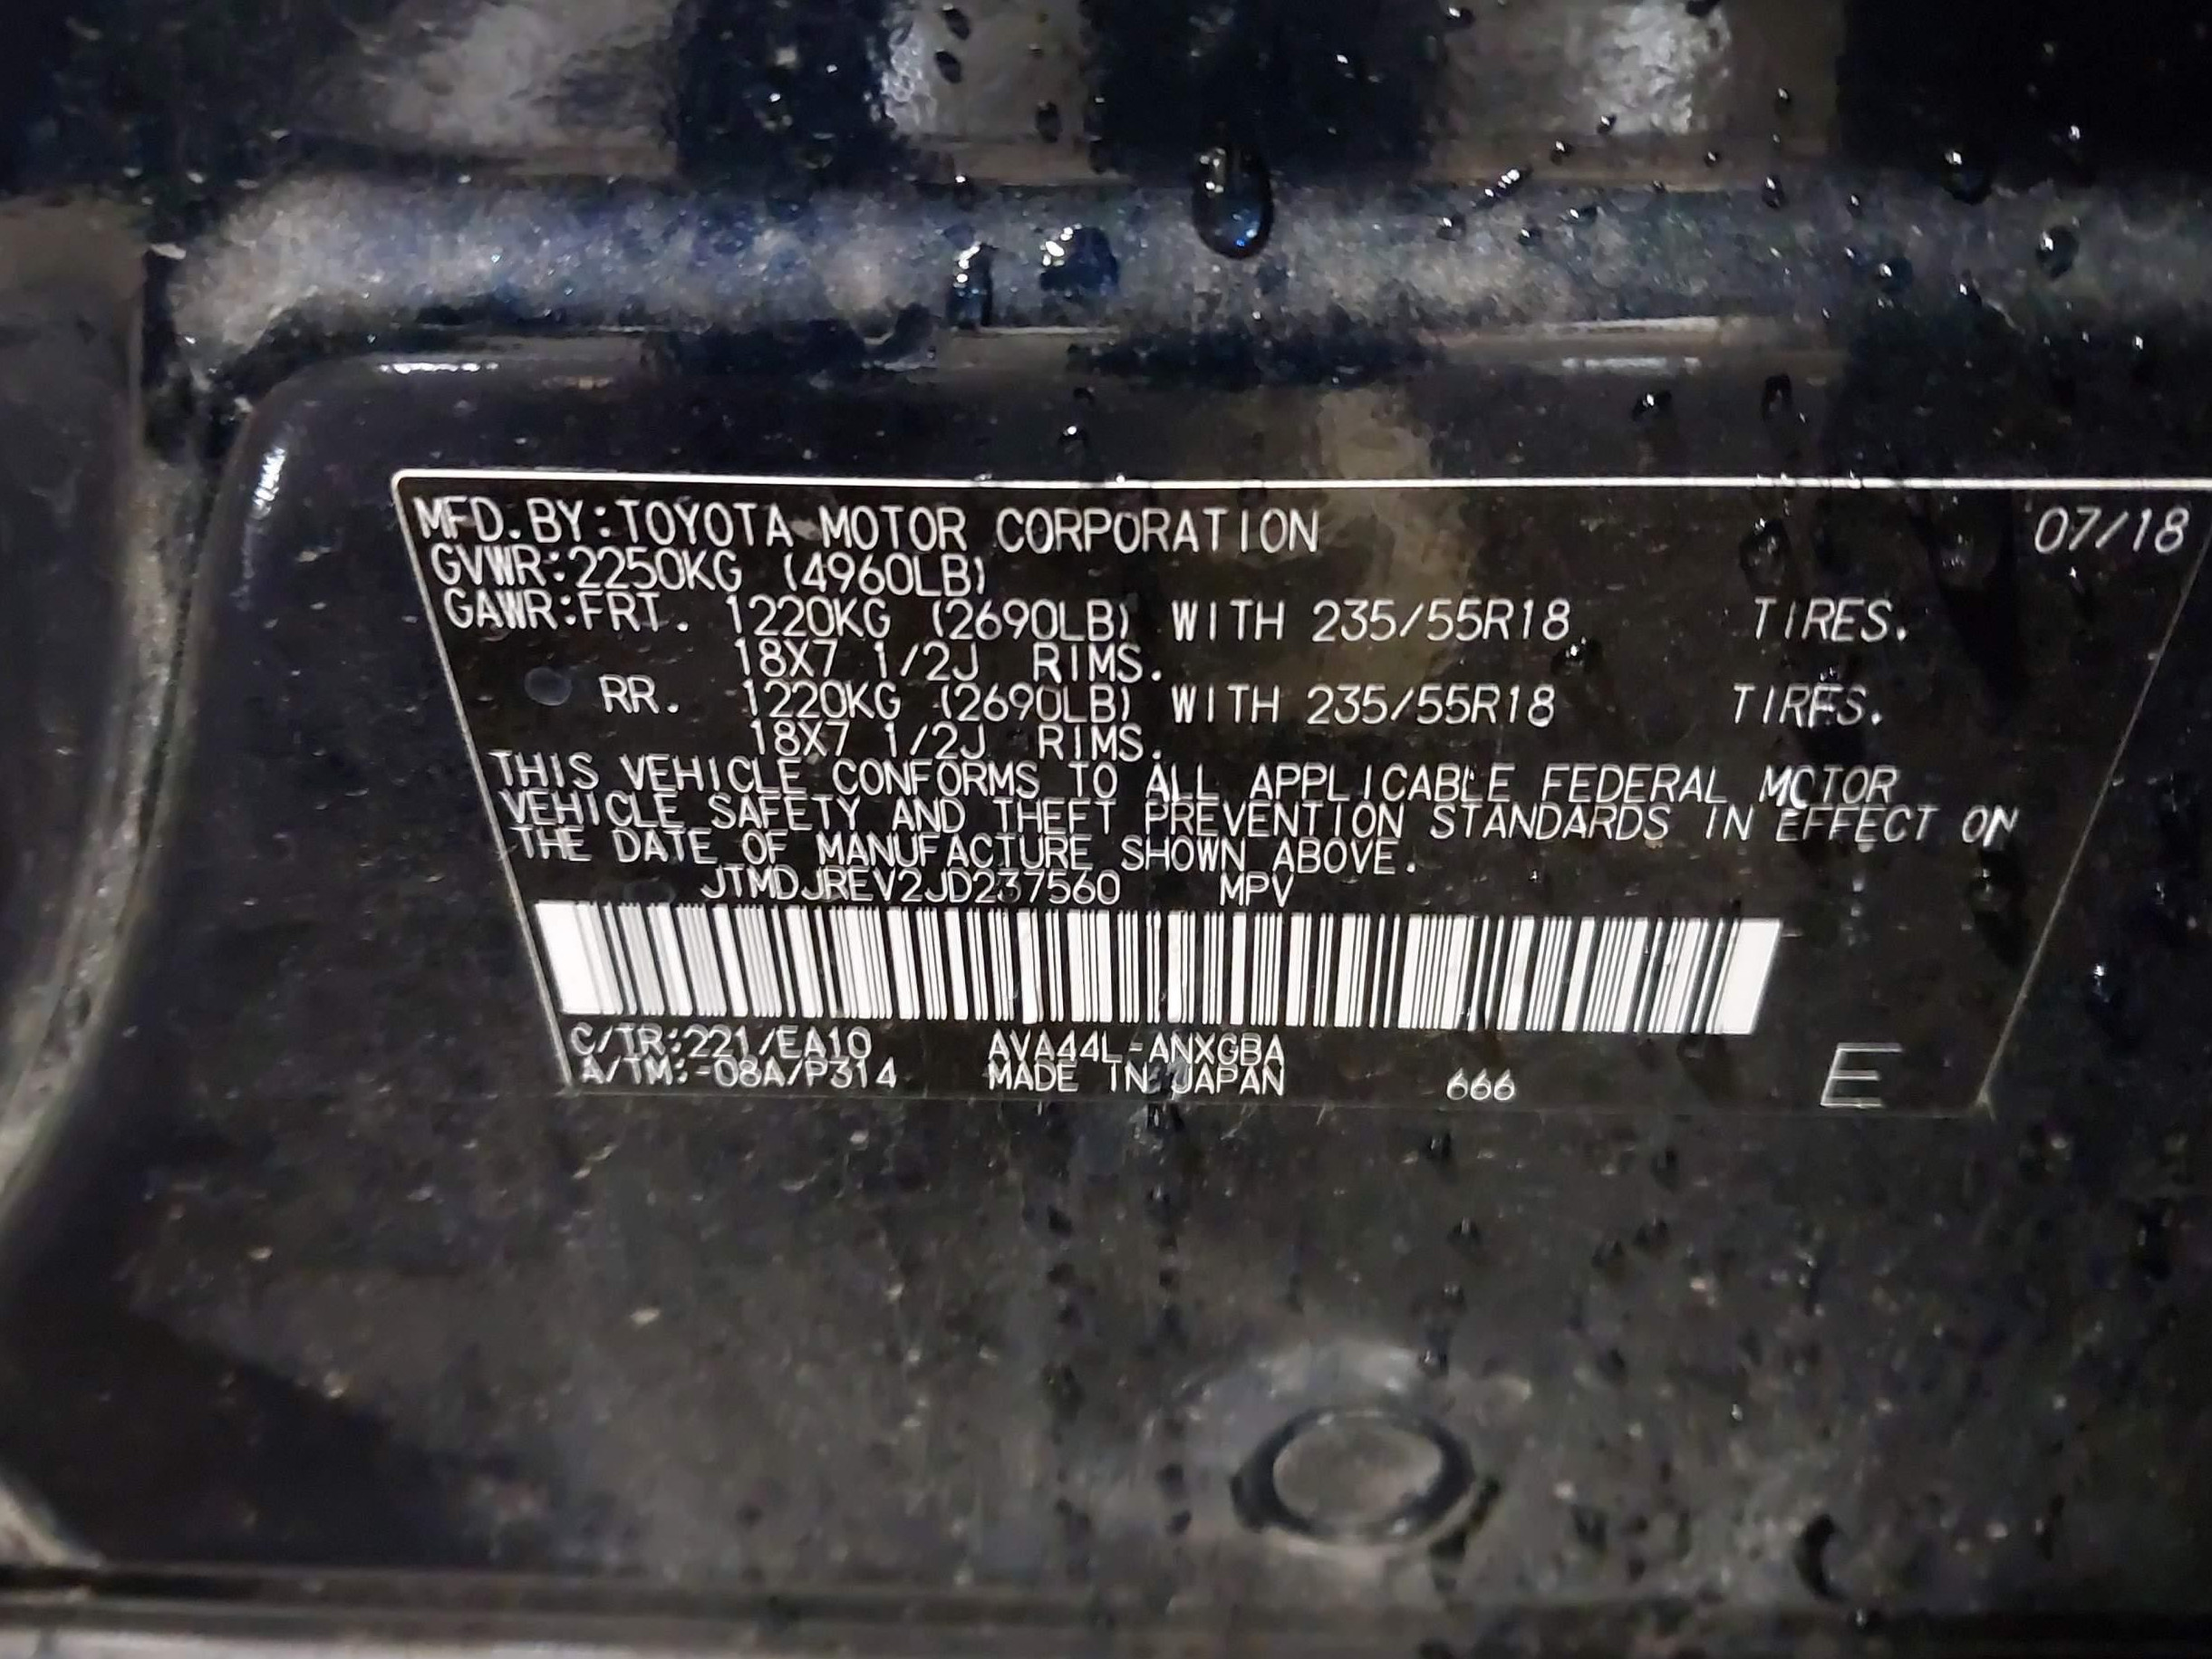 MFD.BY:TOYOTA MOTOR CORPORATION 07/18
GVWR:2250KG (4960LB)
GAWR:FRT. 1220KG (2690LB) WITH 235/55R18 TIRES.
18X7 1/2J RIMS.
RR. 1220KG (2690LB) WITH 235/55R18 TIRES.
18X7 1/2J RIMS.
THIS VEHICLE CONFORMS TO ALL APPLICABLE FEDERAL MOTOR
VEHICLE SAFETY AND THEFT PREVENTION STANDARDS IN EFFECT ON
THE DATE OF MANUFACTURE SHOWN ABOVE.
JTMDJREV2JD237560 MPV
C/TR:221/EA10 AVA44L-ANXGBA
A/TM:-08A/P314 MADE IN JAPAN 666 E